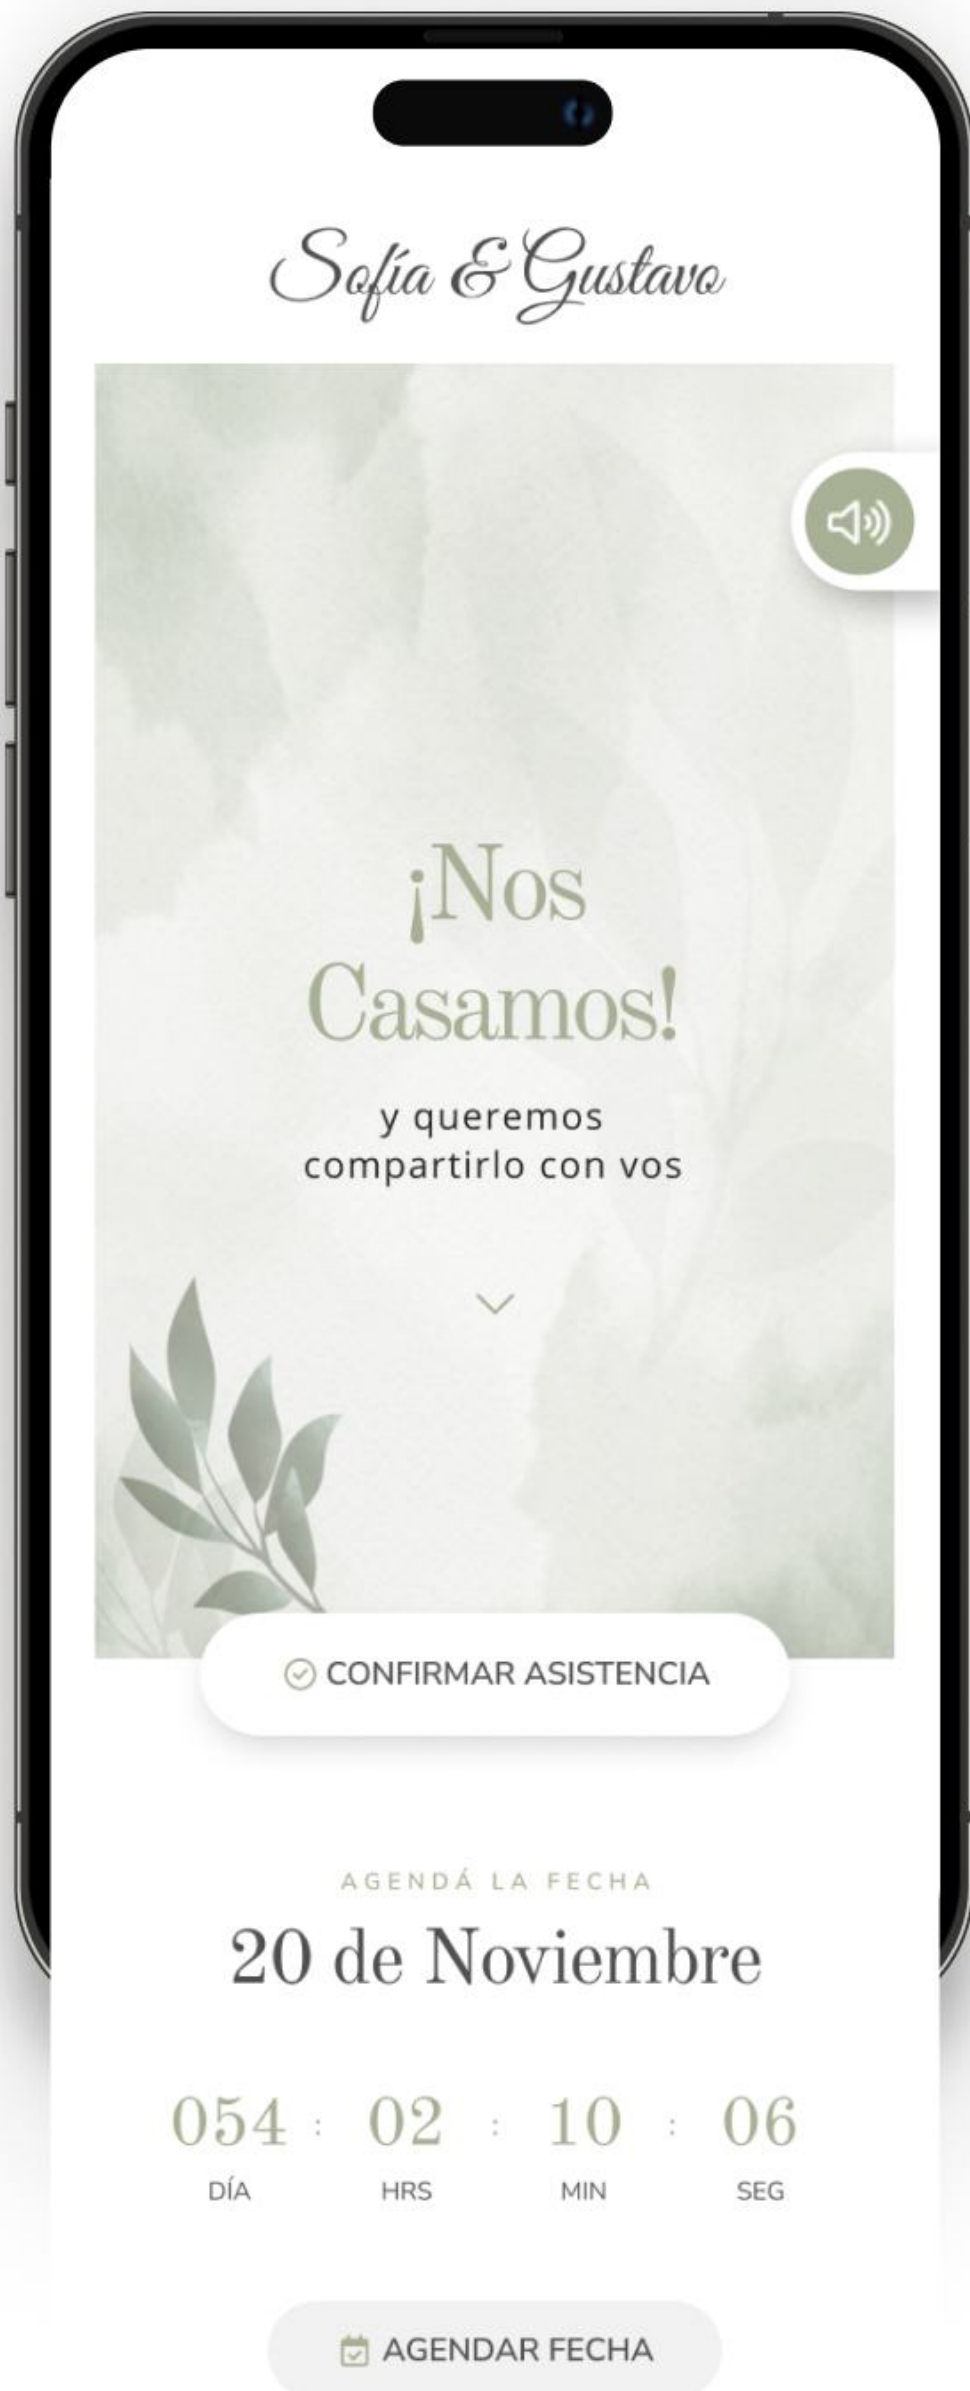 Sofía & Gustavo
¡Nos
Casamos!
y queremos
compartirlo con vos
CONFIRMAR ASISTENCIA
AGENDÁ LA FECHA
20 de Noviembre
054 : 02 : 10 : 06
DÍA HRS MIN SEG
AGENDAR FECHA